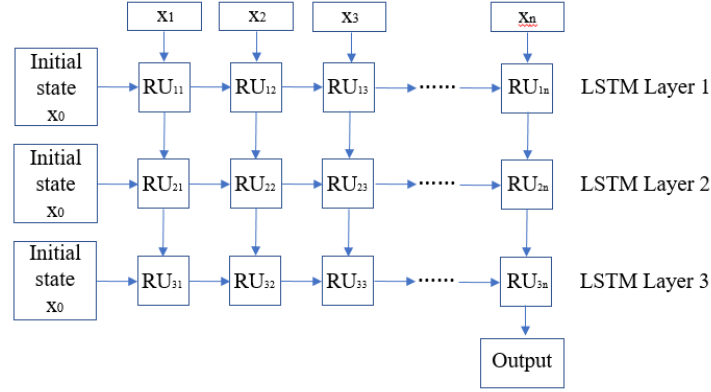 x1 x2 x3 xn
Initial
state
x0
RU11 RU12 RU13 ...... RU1n LSTM Layer 1
Initial
state
x0
RU21 RU22 RU23 ...... RU2n LSTM Layer 2
Initial
state
x0
RU31 RU32 RU33 ...... RU3n LSTM Layer 3
Output